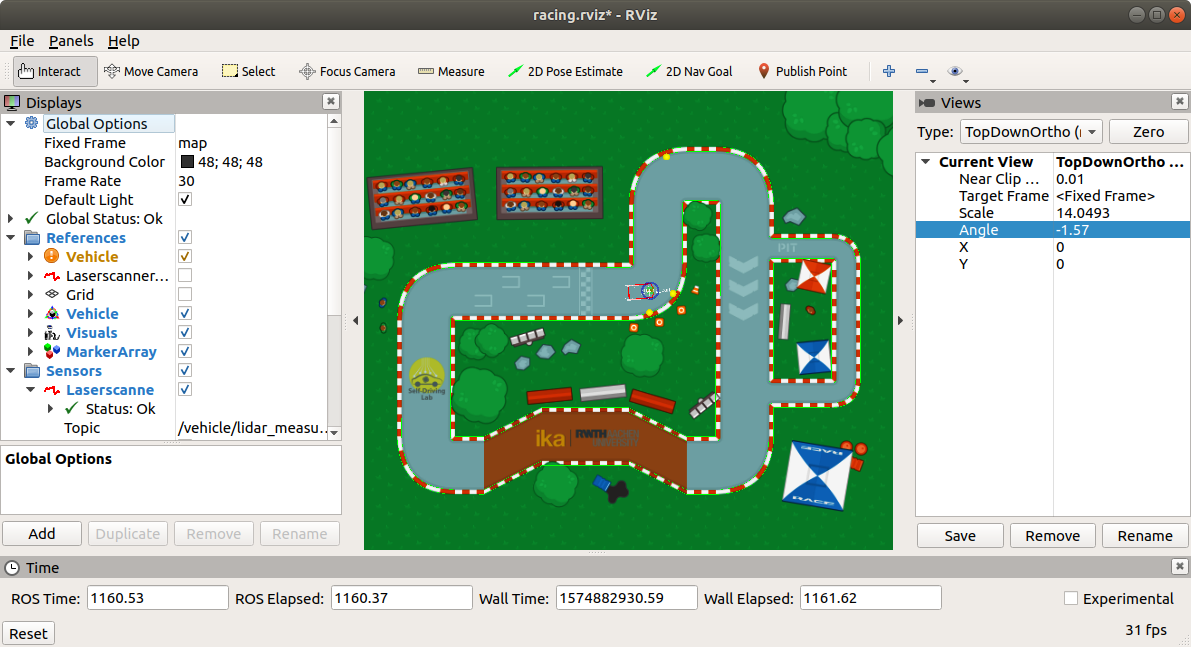 racing.rviz* - RViz
File Panels Help
Interact Move Camera Select Focus Camera Measure 2D Pose Estimate 2D Nav Goal Publish Point
Displays
Global Options
Fixed Frame map
Background Color 48; 48; 48
Frame Rate 30
Default Light
Global Status: Ok
References
Vehicle
Laserscanner...
Grid
Vehicle
Visuals
MarkerArray
Sensors
Laserscanne
Status: Ok
Topic /vehicle/lidar_measu...
Global Options
Add Duplicate Remove Rename
PIT
Self-Driving
Lab
ika RWTH
RACE
RACE
Views
Type: TopDownOrtho (
Zero
Current View TopDownOrtho ...
Near Clip ... 0.01
Target Frame <Fixed Frame>
Scale 14.0493
Angle -1.57
X 0
Y 0
Save Remove Rename
Time
ROS Time: 1160.53 ROS Elapsed: 1160.37 Wall Time: 1574882930.59 Wall Elapsed: 1161.62 Experimental
Reset 31 fps